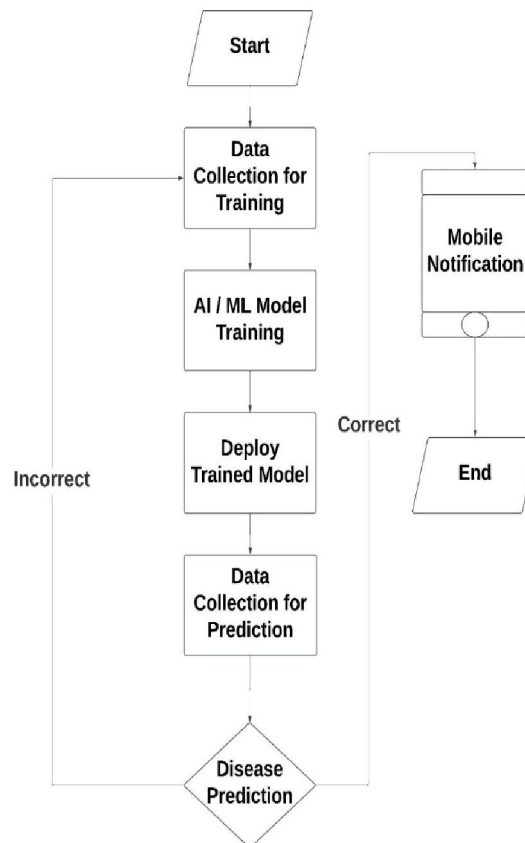 Start
Data
Collection for
Training
AI / ML Model
Training
Deploy
Trained Model
Data
Collection for
Prediction
Disease
Prediction
Incorrect
Correct
Mobile
Notification
End